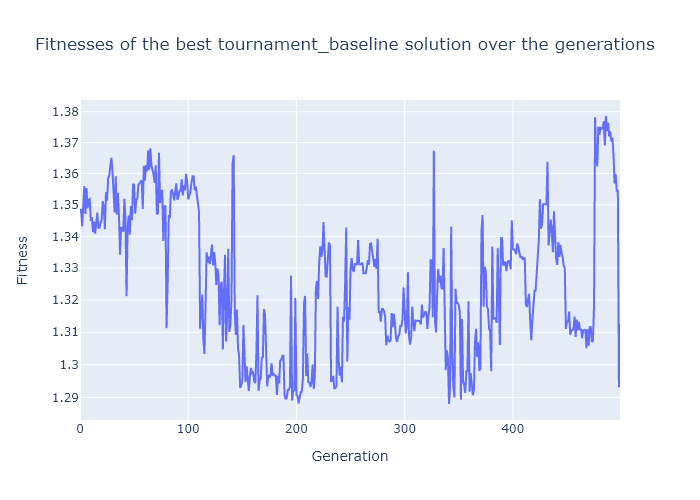 Fitnesses of the best tournament_baseline solution over the generations
1.38
1.37
1.36
1.35
1.34
1.33
1.32
1.31
1.3
1.29
Fitness
0 100 200 300 400
Generation